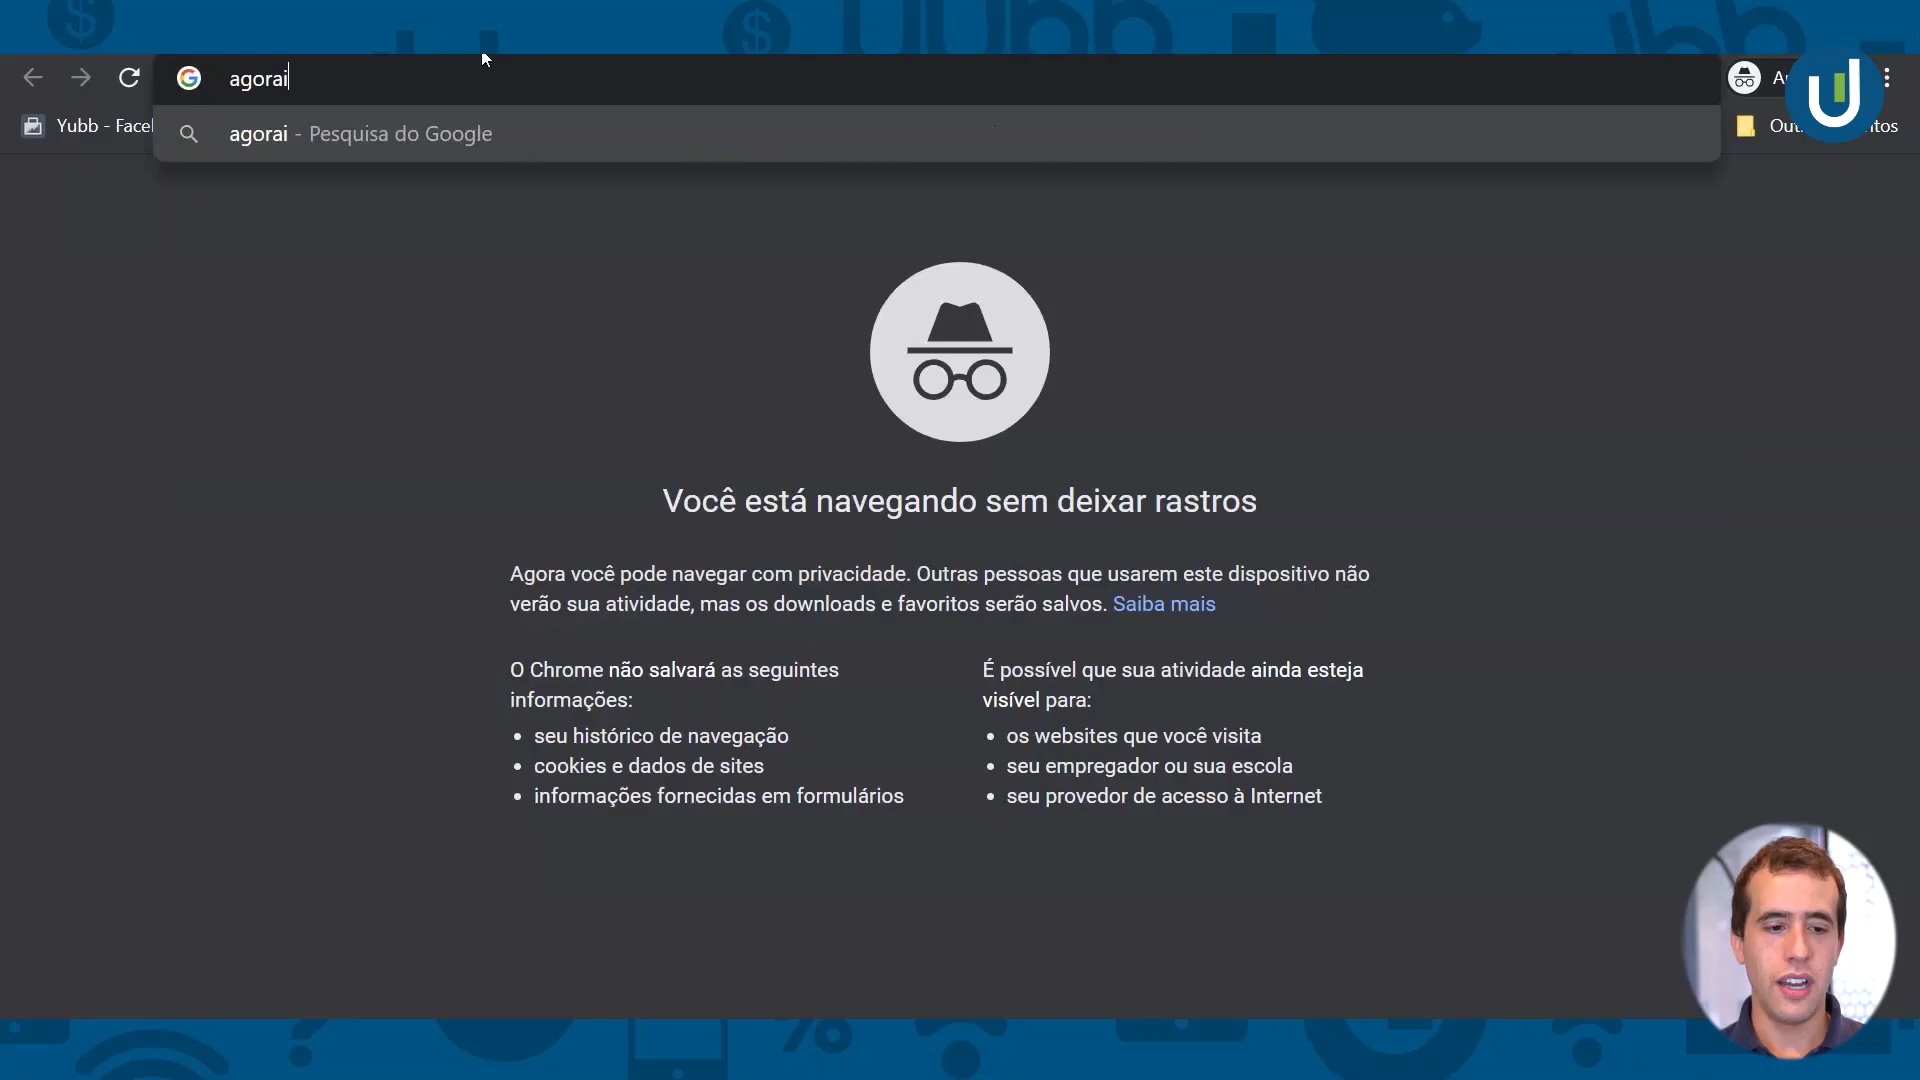 agorai
agorai - Pesquisa do Google
Yubb - Facel
Você está navegando sem deixar rastros
Agora você pode navegar com privacidade. Outras pessoas que usarem este dispositivo não
verão sua atividade, mas os downloads e favoritos serão salvos. Saiba mais
O Chrome não salvará as seguintes
informações:
• seu histórico de navegação
• cookies e dados de sites
• informações fornecidas em formulários
É possível que sua atividade ainda esteja
visível para:
• os websites que você visita
• seu empregador ou sua escola
• seu provedor de acesso à Internet